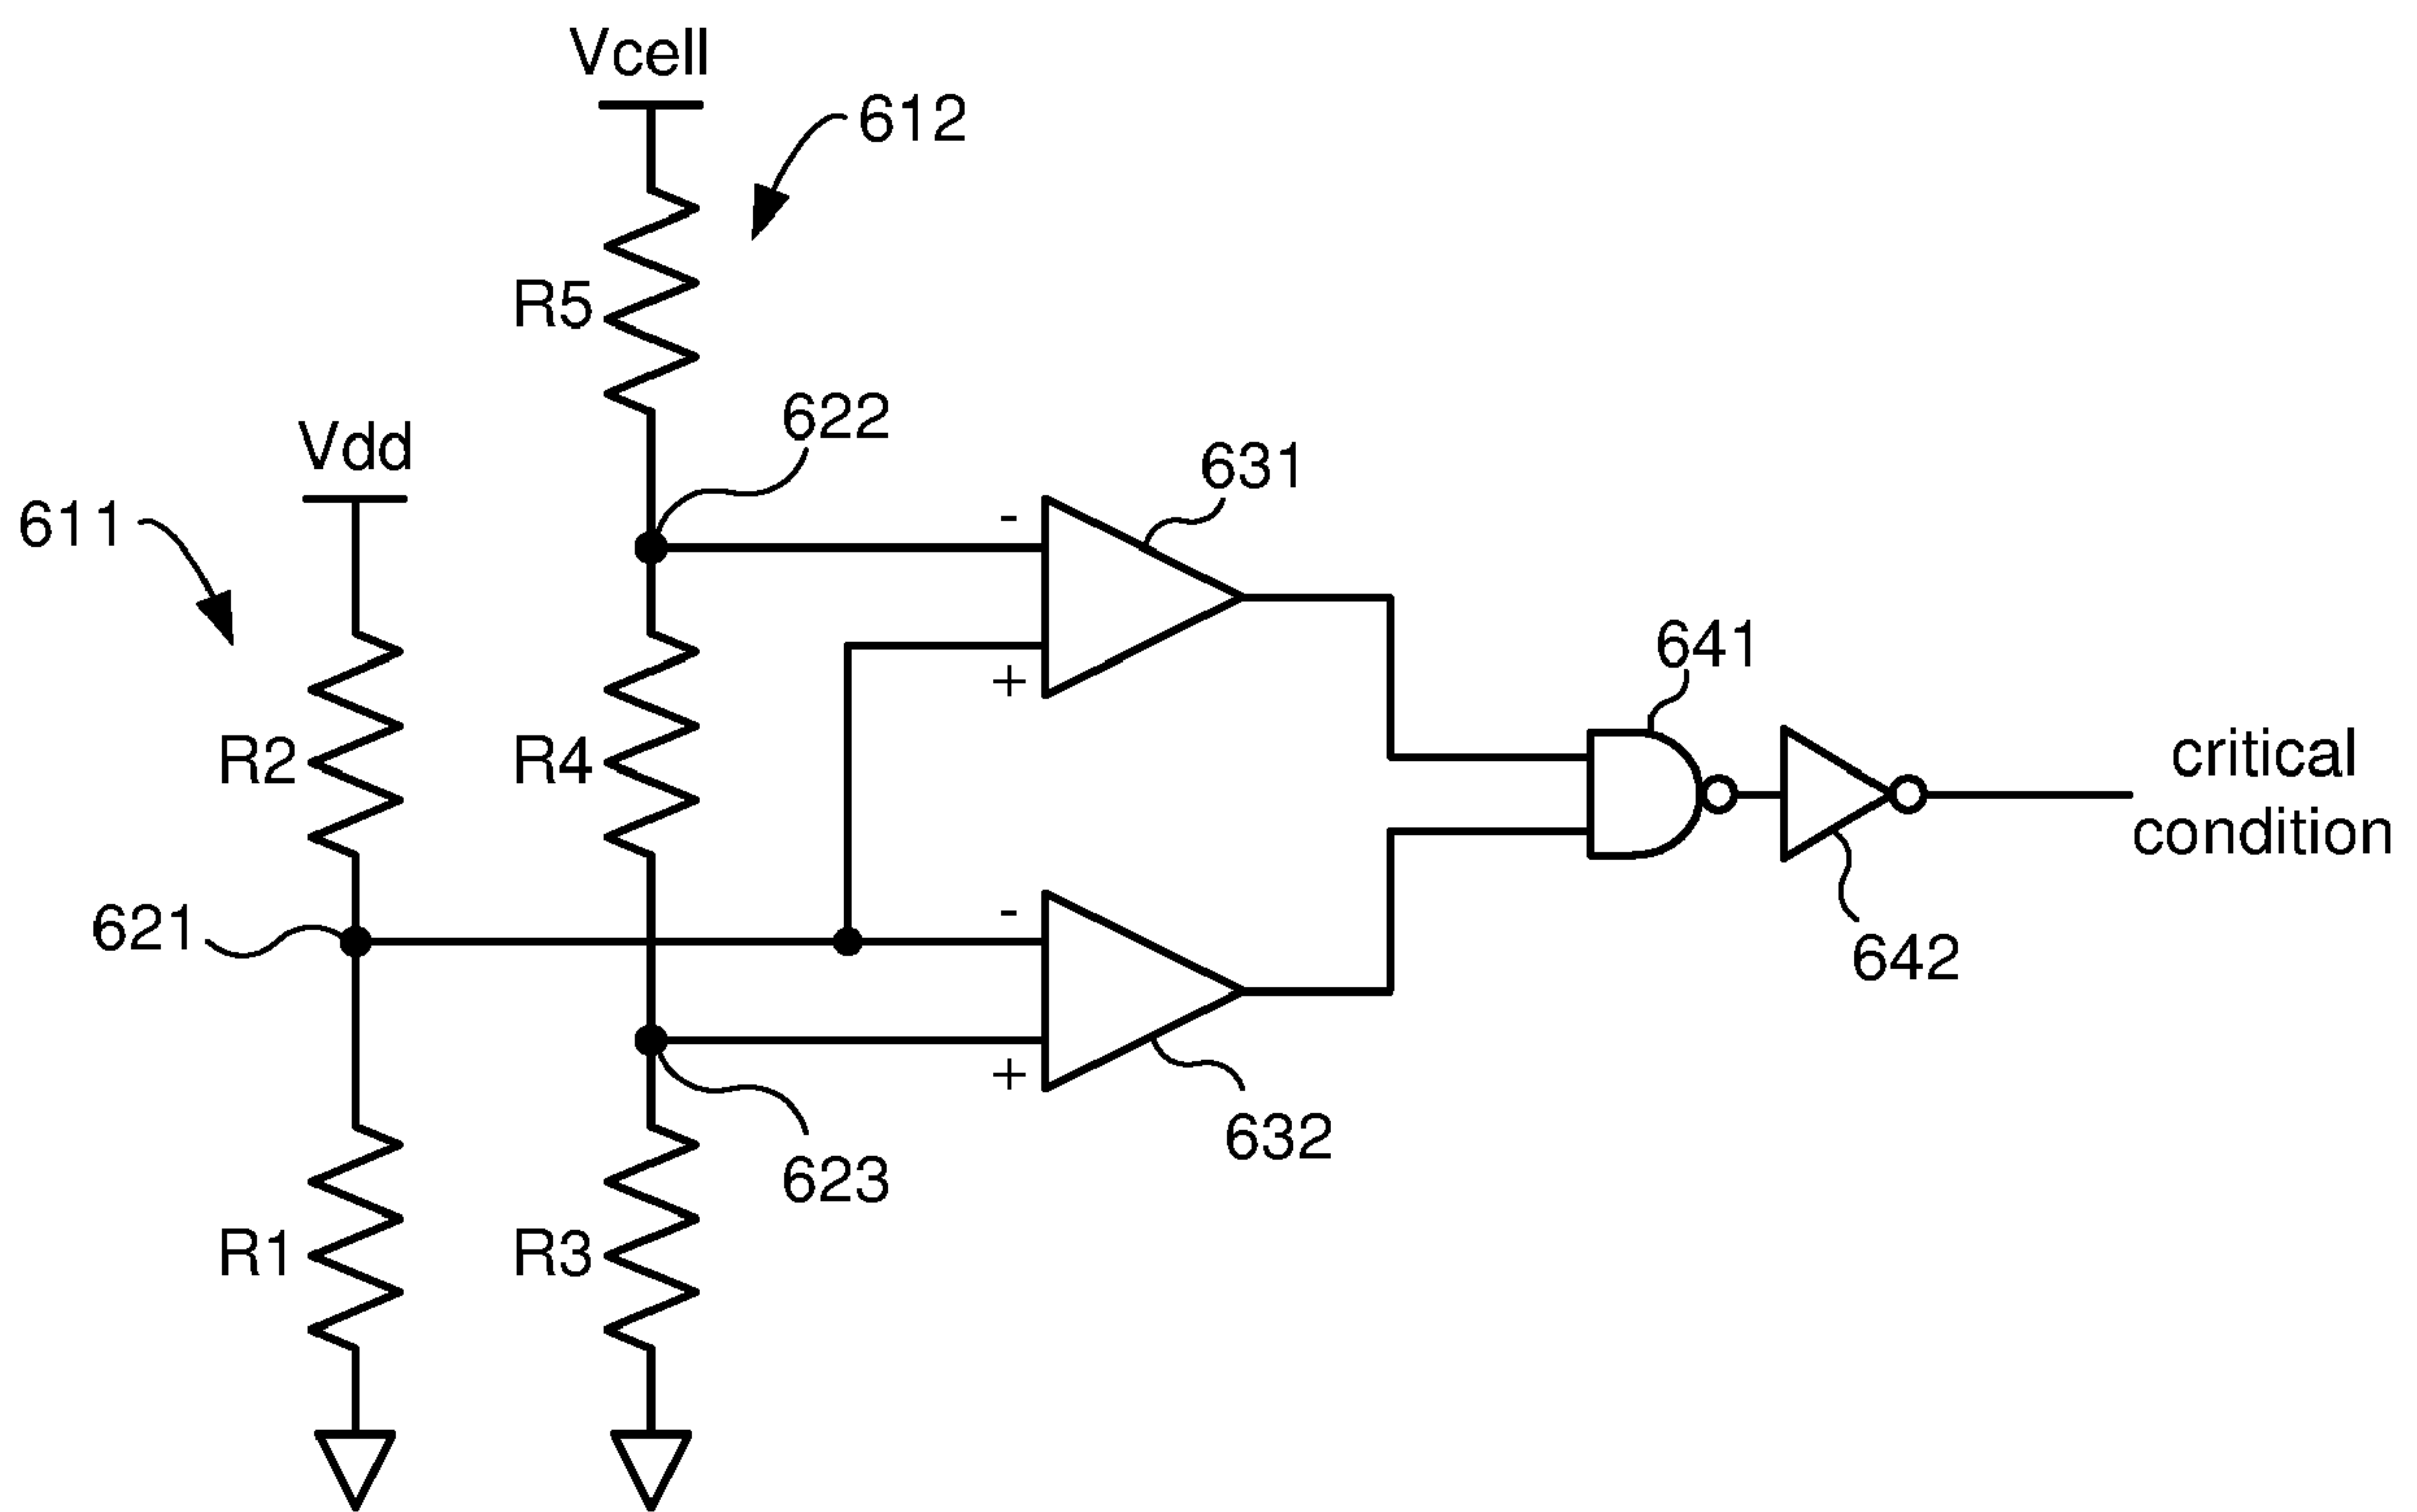 Vcell
612
R5
622
Vdd
631
611
-
+
641
R2
R4
critical
condition
-
621
642
+
632
623
R1
R3